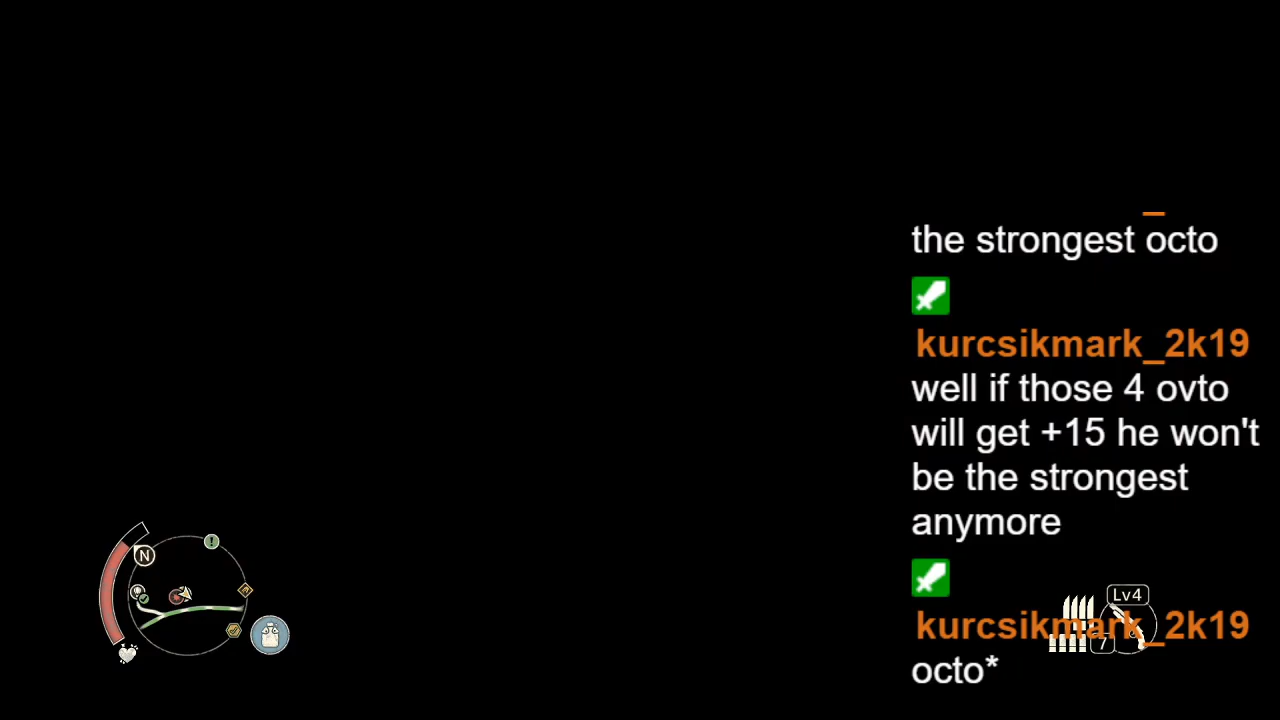 the strongest octo
kurcsikmark_2k19
well if those 4 ovto
will get +15 he won't
be the strongest
anymore
Lv4
kurcsikmark_2k19
octo*
N
7